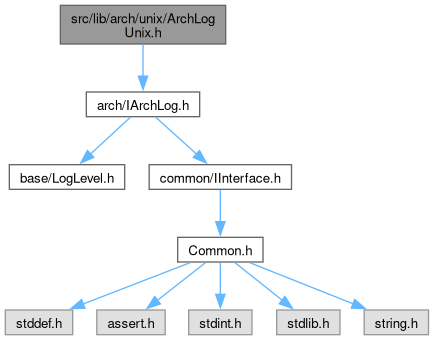 src/lib/arch/unix/ArchLog
Unix.h
arch/IArchLog.h
base/LogLevel.h
common/IInterface.h
Common.h
stddef.h
assert.h
stdint.h
stdlib.h
string.h